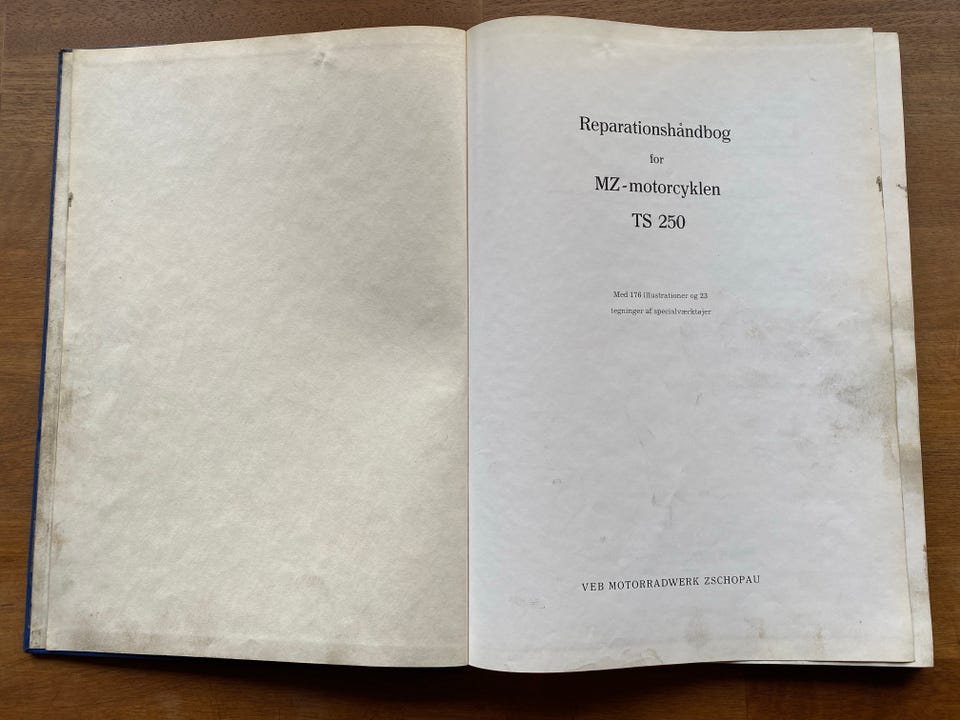 Reparationshåndbog
for
MZ-motorcyklen
TS 250
Med 176 illustrationer og 23
tegninger af specialværktøjer
VEB MOTORRADWERK ZSCHOPAU